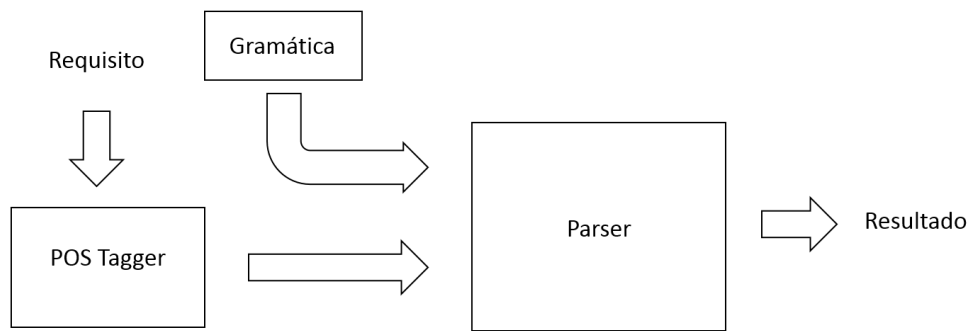 Requisito
Gramática
POS Tagger
Parser
Resultado